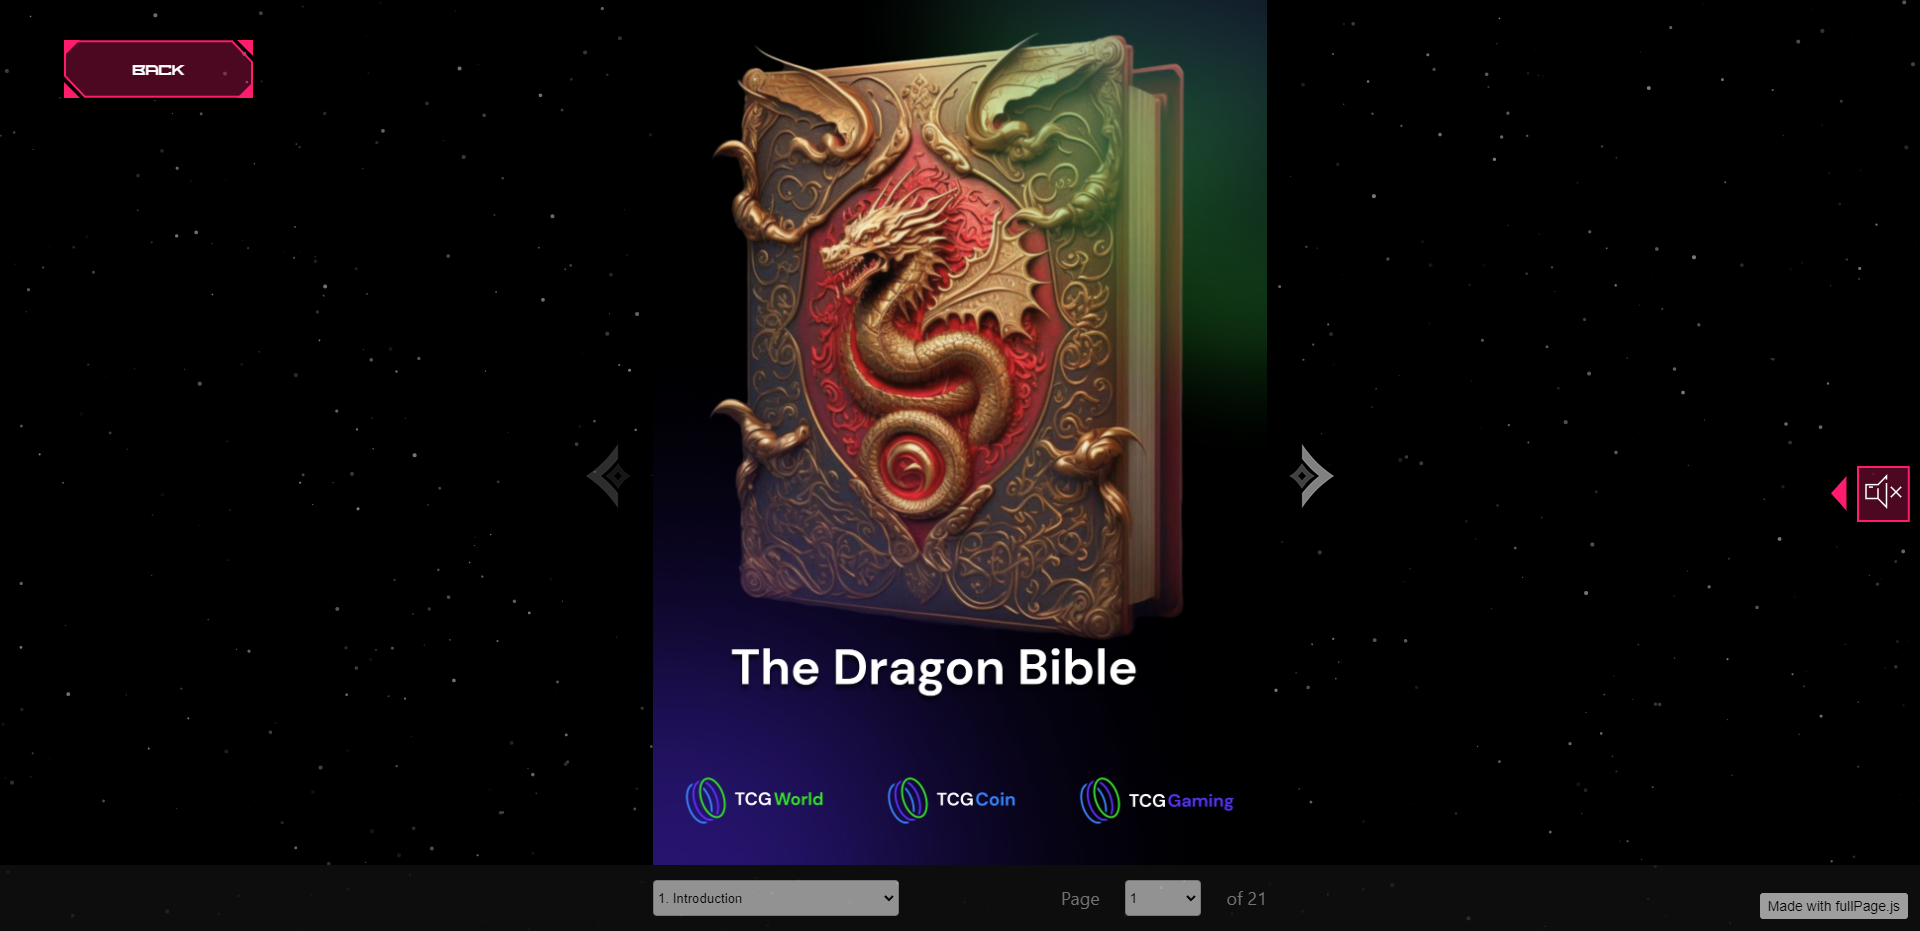 BACK
The Dragon Bible
TCG World
TCG Coin
TCG Gaming
1. Introduction
Page 1 of 21
Made with fullPage.js